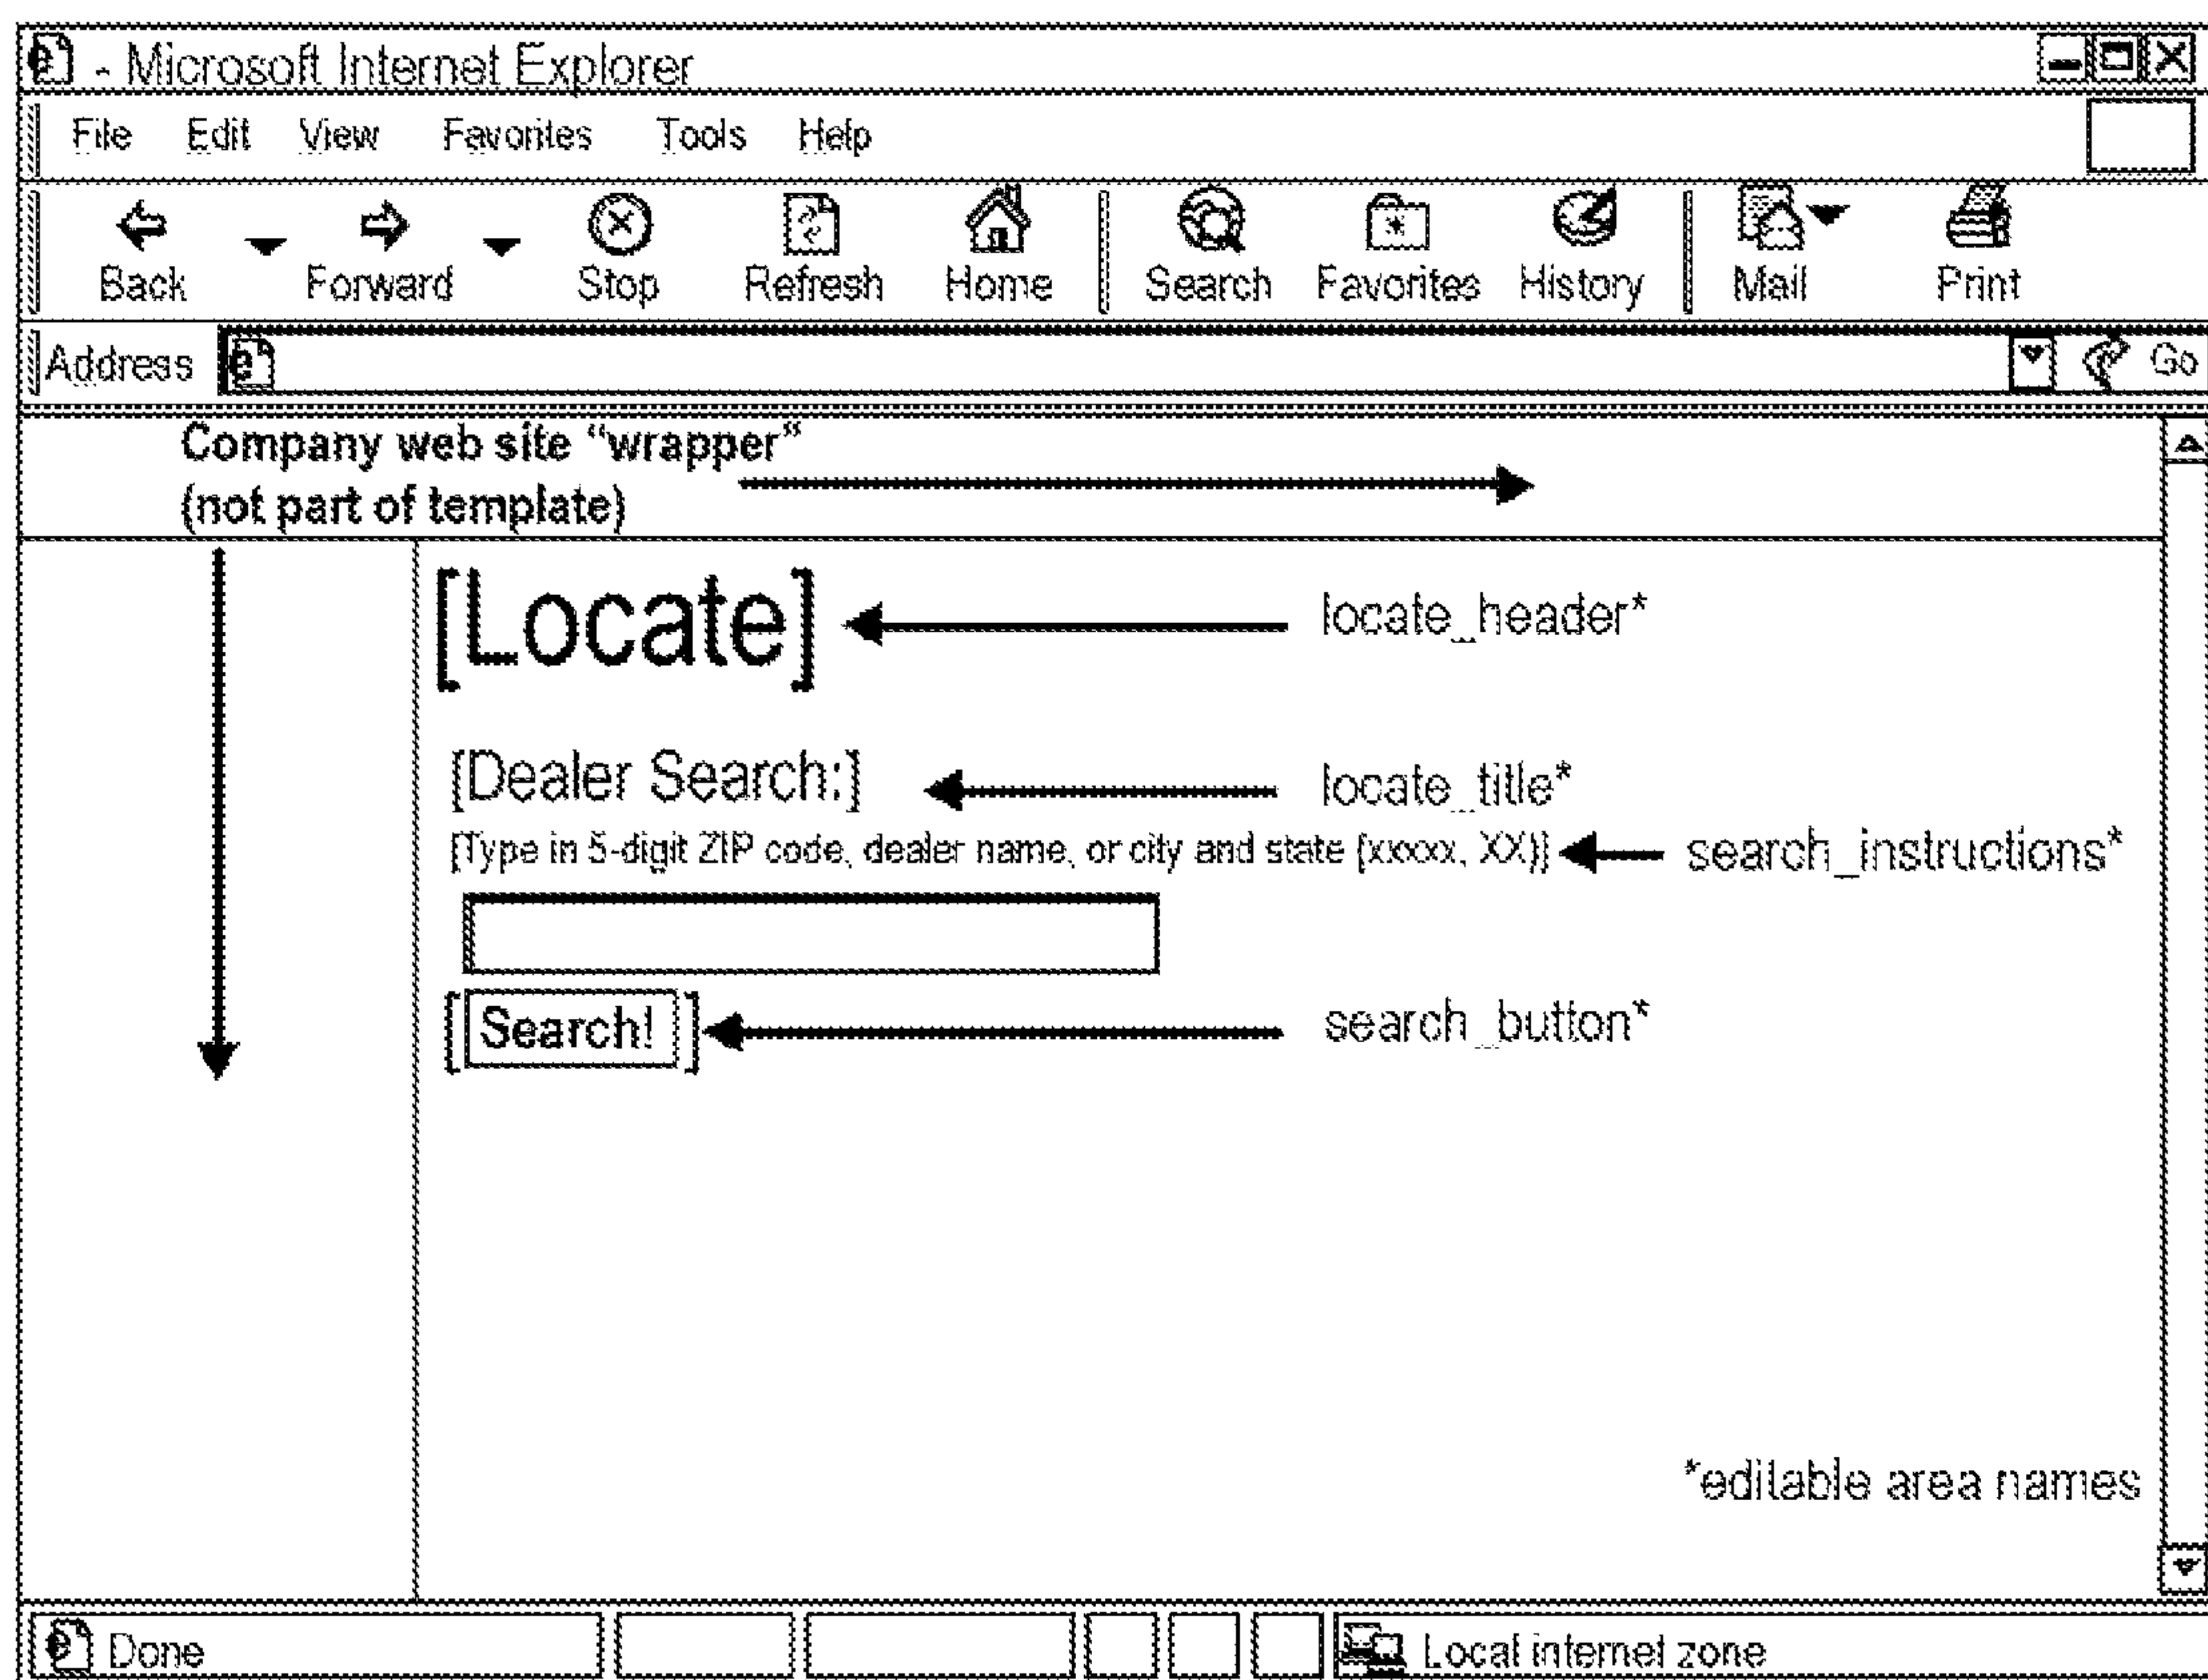 - Microsoft Internet Explorer
File Edit View Favorites Tools Help
Back Forward Stop Refresh Home Search Favorites History Mail Print
Address Go
Company web site “wrapper“
(not part of template)
[Locate] locate_header*
[Dealer Search:] locate_title*
[Type in 5-digit ZIP code, dealer name, or city and state (xxxxx, XX)] search_instructions*
[Search!] search_button*
*editable area names
Done Local internet zone